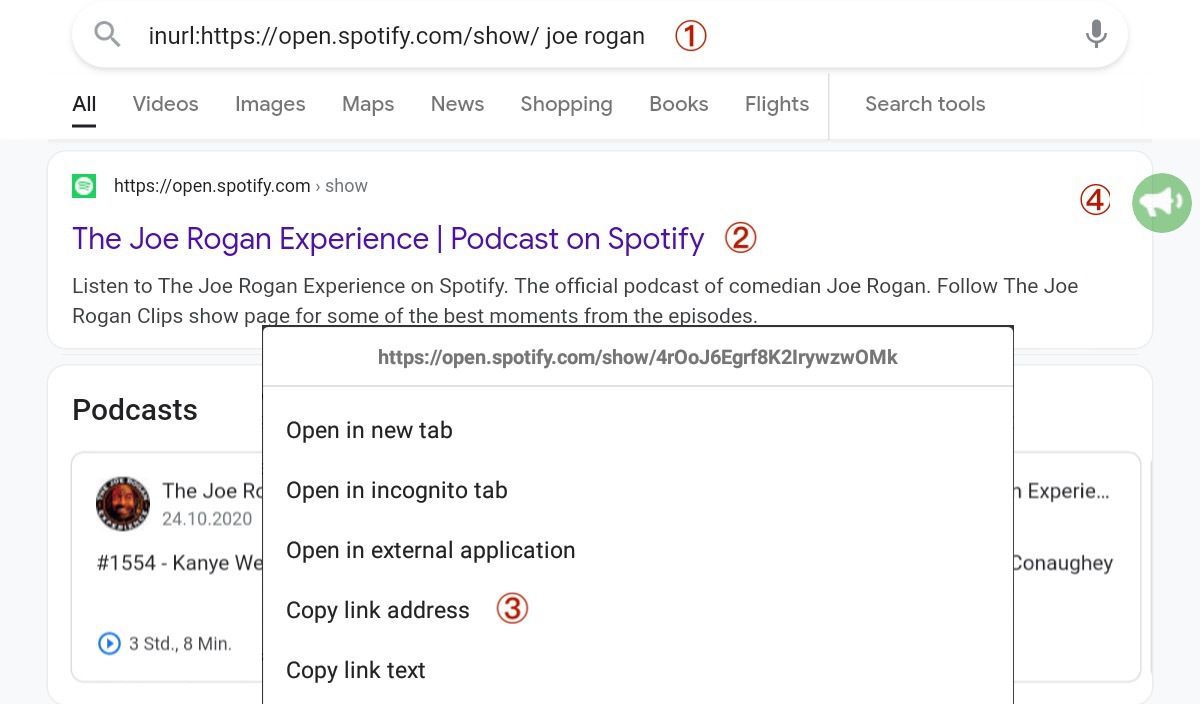 inurl:https://open.spotify.com/show/ joe rogan ①
All Videos Images Maps News Shopping Books Flights Search tools
https://open.spotify.com › show
④
The Joe Rogan Experience | Podcast on Spotify ②
Listen to The Joe Rogan Experience on Spotify. The official podcast of comedian Joe Rogan. Follow The Joe
Rogan Clips show page for some of the best moments from the episodes.
https://open.spotify.com/show/4rOoJ6Egrf8K2IrywzwOMk
Open in new tab
Open in incognito tab
Open in external application
Copy link address ③
Copy link text
Podcasts
The Joe Ro
24.10.2020
#1554 - Kanye We
3 Std., 8 Min.
n Experie...
Conaughey